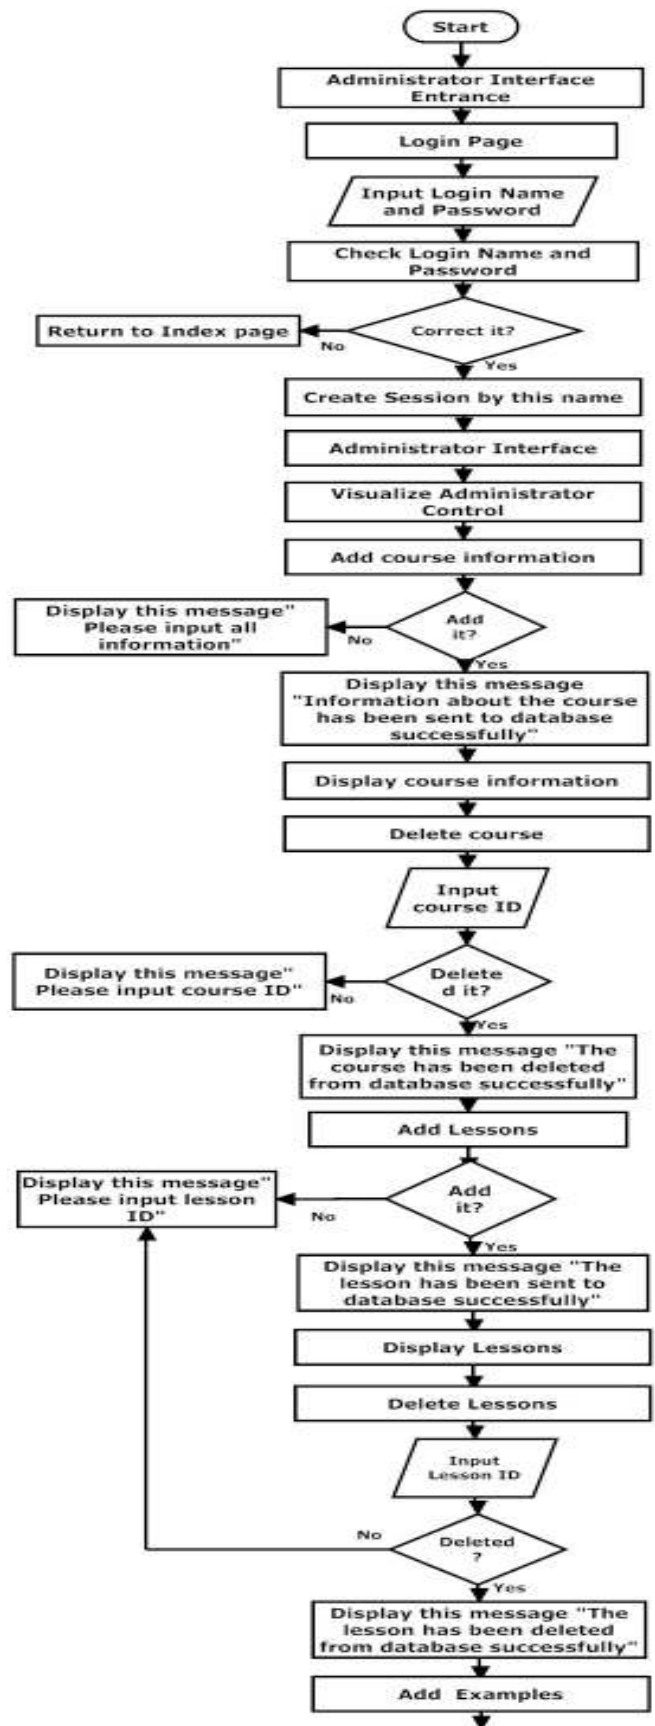 Start
Administrator Interface
Entrance
Login Page
Input Login Name
and Password
Check Login Name and
Password
Return to Index page
No
Correct it?
Yes
Create Session by this name
Administrator Interface
Visualize Administrator
Control
Add course information
Display this message"
Please input all
information"
No
Add
it?
Yes
Display this message
"Information about the course
has been sent to database
successfully"
Display course information
Delete course
Input
course ID
Display this message"
Please input course ID"
No
Delete
d it?
Yes
Display this message "The
course has been deleted
from database successfully"
Add Lessons
Display this message"
Please input lesson
ID"
No
Add
it?
Yes
Display this message "The
lesson has been sent to
database successfully"
Display Lessons
Delete Lessons
Input
Lesson ID
No
Deleted
?
Yes
Display this message "The
lesson has been deleted
from database successfully"
Add Examples